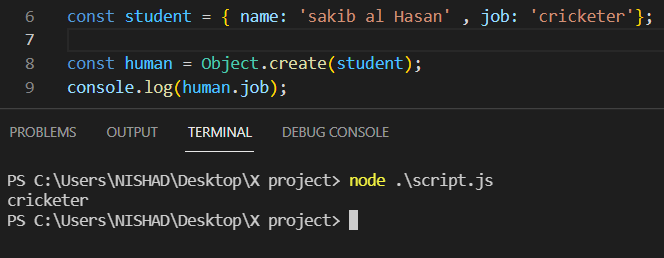 6 const student = { name: 'sakib al Hasan' , job: 'cricketer'};
7
8 const human = Object.create(student);
9 console.log(human.job);
PROBLEMS OUTPUT TERMINAL DEBUG CONSOLE
PS C:\Users\NISHAD\Desktop\X project> node .\script.js
cricketer
PS C:\Users\NISHAD\Desktop\X project>